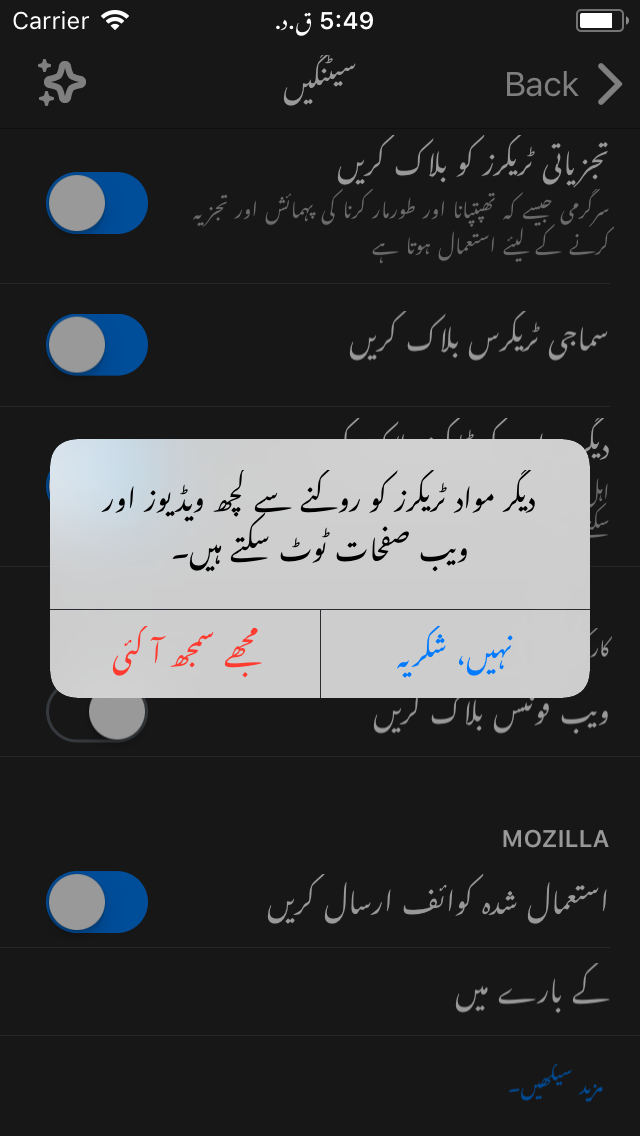 Carrier
5:49 ق.د.
سیٹنگیں
Back
تجزیاتی ٹریکرز کو بلاک کریں
سرگرمی جیسے کہ تھپتپانا اور طورمار کرنا کی پہمائش اور تجزیہ
کرنے کے لیئے استعمال ہوتا ہے
سماجی ٹریکرس بلاک کریں
دیگر مواد ٹریکرز کو روکنے سے کچھ ویڈیوز اور
ویب صفحات ٹوٹ سکتے ہیں۔
نہیں، شکریہ
مجھے سمجھ آ گئی
ویب فونٹس بلاک کریں
MOZILLA
استعمال شدہ کوائف ارسال کریں
کے بارے میں
مزید سیکھیں۔